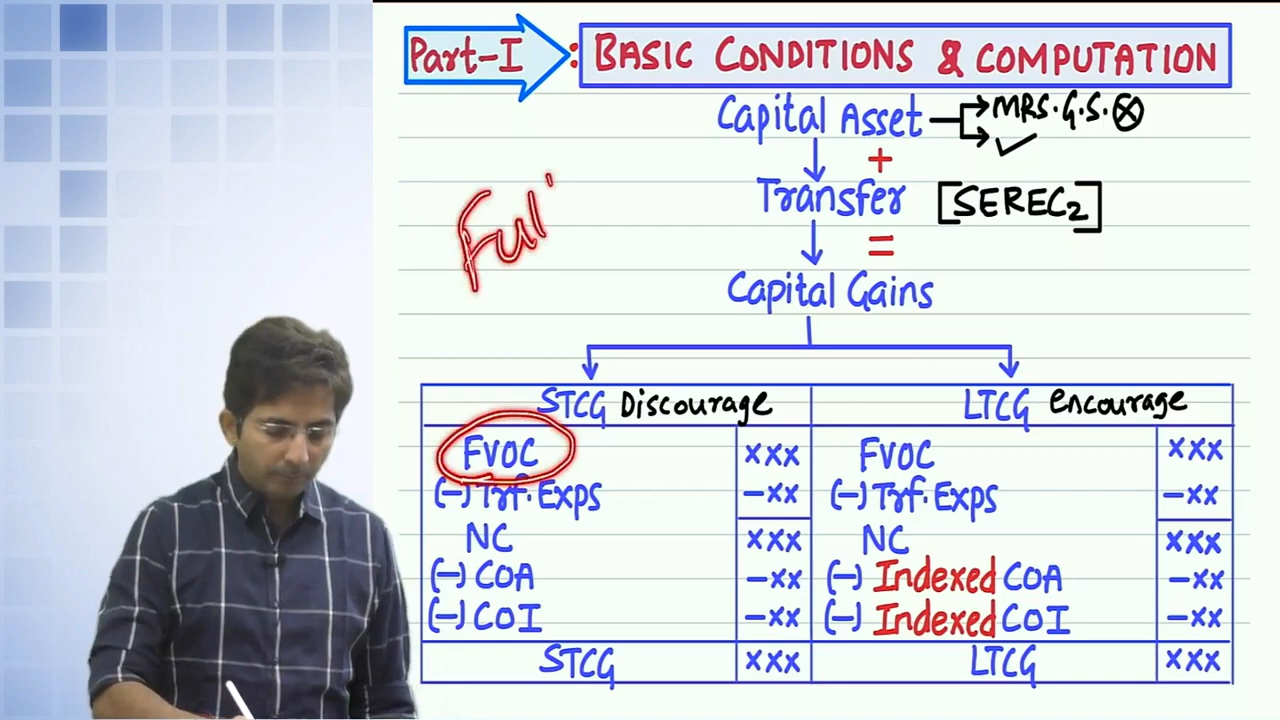 Part-I : BASIC CONDITIONS & COMPUTATION
Capital Asset → MRS.G.S. ⊗
→ ✓
+
Transfer [SEREC2]
=
Capital Gains
Ful
STCG Discourage LTCG encourage
FVOC xxx FVOC xxx
(-) Trf. Exps -xx (-) Trf. Exps -xx
NC xxx NC xxx
(-) COA -xx (-) Indexed COA -xx
(-) COI -xx (-) Indexed COI -xx
STCG xxx LTCG xxx